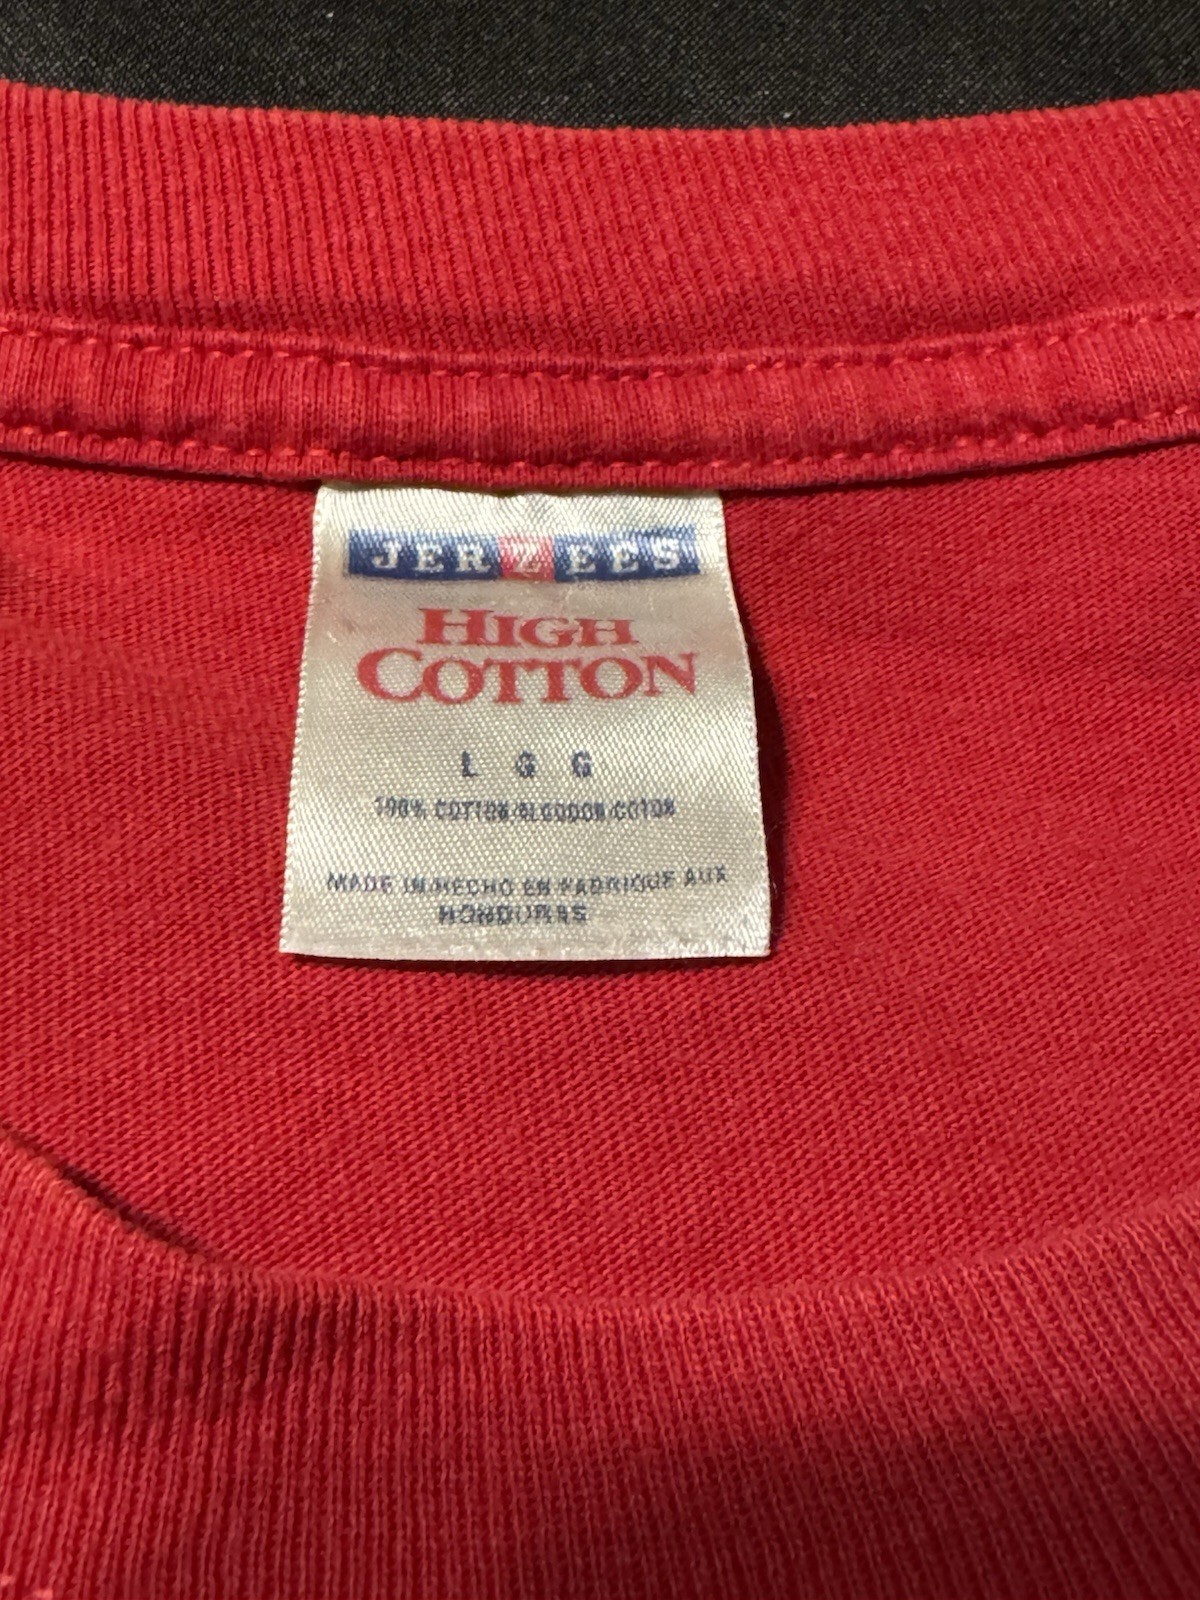 JERZEES
HIGH
COTTON
L G G
100% COTTON/ALGODON/COTON
MADE IN/HECHO EN/FABRIQUE AUX
HONDURAS